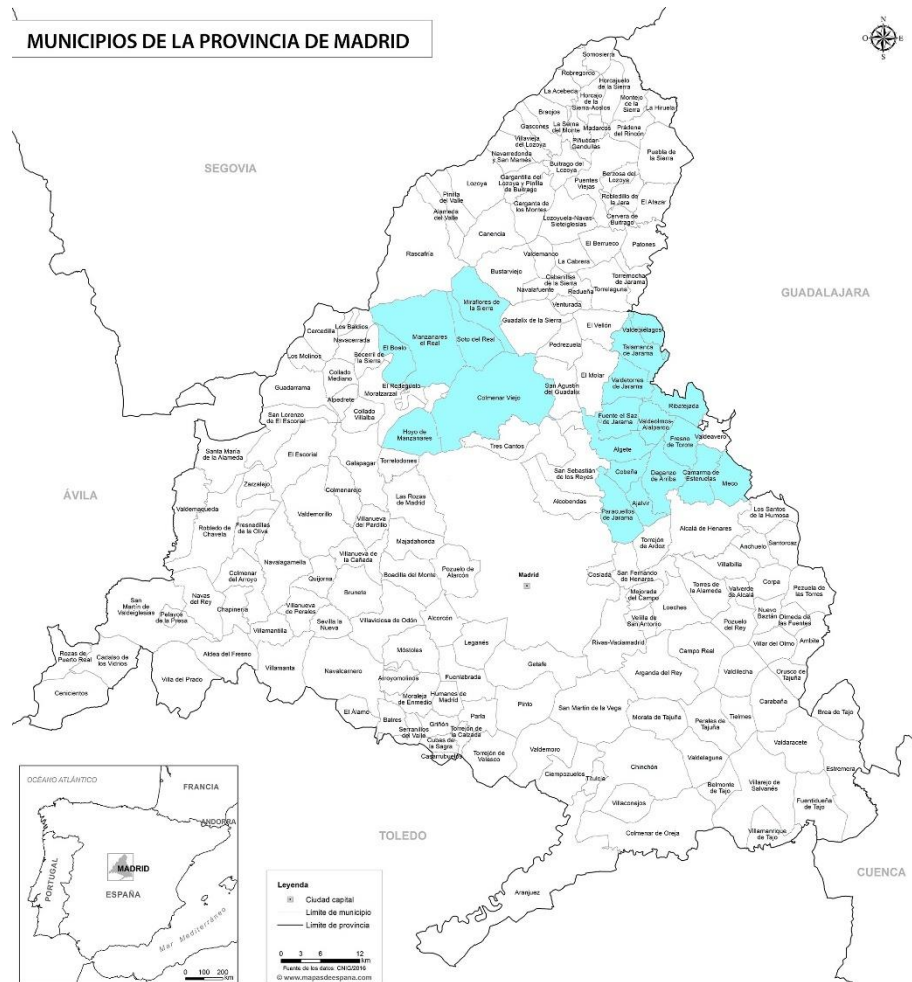 MUNICIPIOS DE LA PROVINCIA DE MADRID
N
O
E
S
SEGOVIA
GUADALAJARA
ÁVILA
TOLEDO
CUENCA
Somosierra
Robregordo
Horcajuelo
de la Sierra
La Acebeda
Horcajo
de la
Sierra-Aoslos
Montejo
de la
Sierra
La Hiruela
Braojos
La Serna
del Monte
Madarcos
Prádena
del Rincón
Gascones
Piñuécar-
Gandullas
Villavieja
del Lozoya
Puebla de
la Sierra
Navarredonda
y San Mamés
Buitrago del
Lozoya
Berzosa del
Lozoya
Gargantilla del
Lozoya y Pinilla
de Buitrago
Puentes
Viejas
Robledillo de
la Jara
El Atazar
Lozoya
Pinilla
del Valle
Garganta de
los Montes
Cervera de
Buitrago
Alameda
del Valle
Lozoyuela-Navas-
Sieteiglesias
Canencia
El Berrueco
Patones
Rascafría
Valdemanco
La Cabrera
Bustarviejo
Cabanillas
de la Sierra
Torremocha
de Jarama
Navalafuente
Redueña
Torrelaguna
Miraflores de
la Sierra
Venturada
Guadalix de la Sierra
El Vellón
Valdepiélagos
Cercedilla
Los Molinos
Navacerrada
El Boalo
Manzanares
el Real
Soto del Real
Pedrezuela
Talamanca
de Jarama
Becerril de
la Sierra
Collado
Mediano
Guadarrama
Moralzarzal
Alpedrete
El Molar
Valdetorres
de Jarama
San Agustín
del Guadalix
Colmenar Viejo
Ribatejada
San Lorenzo
de El Escorial
Collado
Villalba
Hoyo de
Manzanares
Fuente el Saz
de Jarama
Valdeolmos-
Alalpardo
Fresno
de Torote
Valdeavero
Santa María
de la Alameda
El Escorial
Galapagar
Torrelodones
Tres Cantos
Algete
San Sebastián
de los Reyes
Cobeña
Daganzo
de Arriba
Camarma de
Esteruelas
Meco
Zarzalejo
Colmenarejo
Las Rozas
de Madrid
Alcobendas
Paracuellos
de Jarama
Ajalvir
Valdemaqueda
Valdemorillo
Villanueva
del Pardillo
Los Santos
de la Humosa
Robledo de
Chavela
Fresnedillas
de la Oliva
Majadahonda
Torrejón
de Ardoz
Alcalá de Henares
Anchuelo
Santorcaz
Navalagamella
Villanueva de
la Cañada
Pozuelo de
Alarcón
Madrid
Coslada
San Fernando
de Henares
Villalbilla
Colmenar
del Arroyo
Quijorna
Boadilla del Monte
Mejorada
del Campo
Torres de
la Alameda
Valverde
de Alcalá
Corpa
Pezuela de
las Torres
San
Martín de
Valdeiglesias
Navas
del Rey
Chapinería
Brunete
Velilla de
San Antonio
Loeches
Nuevo
Baztán
Olmeda de
las Fuentes
Pelayos
de la Presa
Villanueva
de Perales
Sevilla la
Nueva
Villaviciosa de Odón
Alcorcón
Pozuelo
del Rey
Villamantilla
Leganés
Rivas-Vaciamadrid
Villar del Olmo
Ambite
Rozas de
Puerto Real
Cadalso de
los Vidrios
Aldea del Fresno
Villamanta
Móstoles
Getafe
Campo Real
Cenicientos
Villa del Prado
Navalcarnero
Arroyomolinos
Fuenlabrada
Arganda del Rey
Valdilecha
Orusco de
Tajuña
Moraleja
de Enmedio
Humanes de
Madrid
Pinto
Carabaña
El Álamo
Batres
Parla
San Martín de la Vega
Morata de Tajuña
Perales de
Tajuña
Tielmes
Brea de Tajo
Serranillos
del Valle
Griñón
Torrejón de
la Calzada
Cubas de
la Sagra
Casarrubuelos
Torrejón de
Velasco
Valdemoro
Valdaracete
Ciempozuelos
Titulcia
Chinchón
Valdelaguna
Belmonte
de Tajo
Villarejo de
Salvanés
Estremera
Villaconejos
Fuentidueña
de Tajo
Colmenar de Oreja
Villamanrique
de Tajo
Aranjuez
OCÉANO ATLÁNTICO
FRANCIA
ANDORRA
PORTUGAL
MADRID
ESPAÑA
Mar Mediterráneo
0 100 200
km
Leyenda
Ciudad capital
Límite de municipio
Límite de provincia
0 3 6 12
km
Fuente de los datos: CNIG/2016
© www.mapasdeespana.com